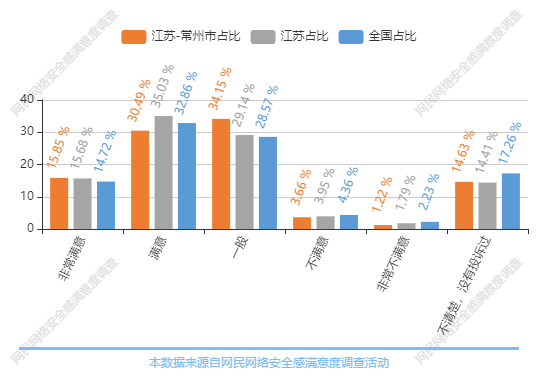 网民网络安全感满意度调查
网民网络安全感满意度调查
江苏-常州市占比 江苏占比 全国占比
40
30
20
10
0
15.85 % 15.68 % 14.72 %
30.49 % 35.03 % 32.86 %
34.15 % 29.14 % 28.57 %
3.66 % 3.95 % 4.36 %
1.22 % 1.79 % 2.23 %
14.63 % 14.41 % 17.26 %
非常满意 满意 一般 不满意 非常不满意 不清楚，没有投诉过
网民网络安全感满意度调查
网民网络安全感满意度调查
本数据来源自网民网络安全感满意度调查活动